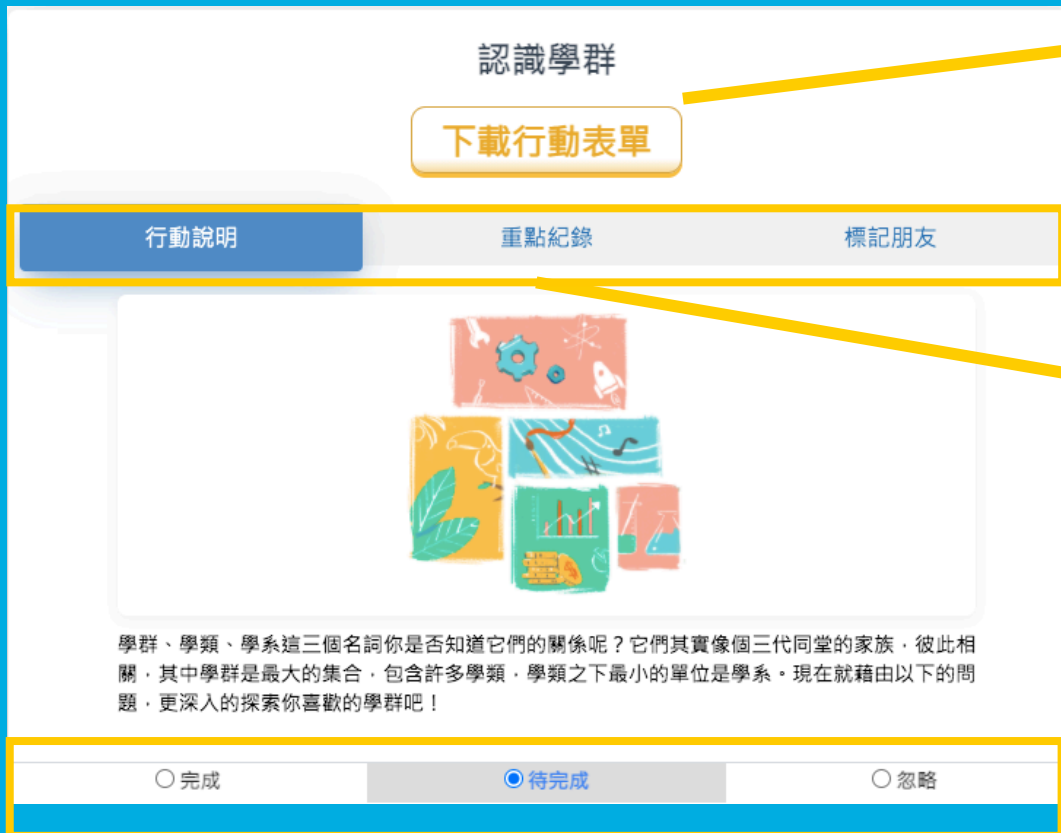 認識學群
下載行動表單
行動說明 重點紀錄 標記朋友
學群、學類、學系這三個名詞你是否知道它們的關係呢？它們其實像個三代同堂的家族，彼此相
關，其中學群是最大的集合，包含許多學類，學類之下最小的單位是學系。現在就藉由以下的問
題，更深入的探索你喜歡的學群吧！
完成 待完成 忽略